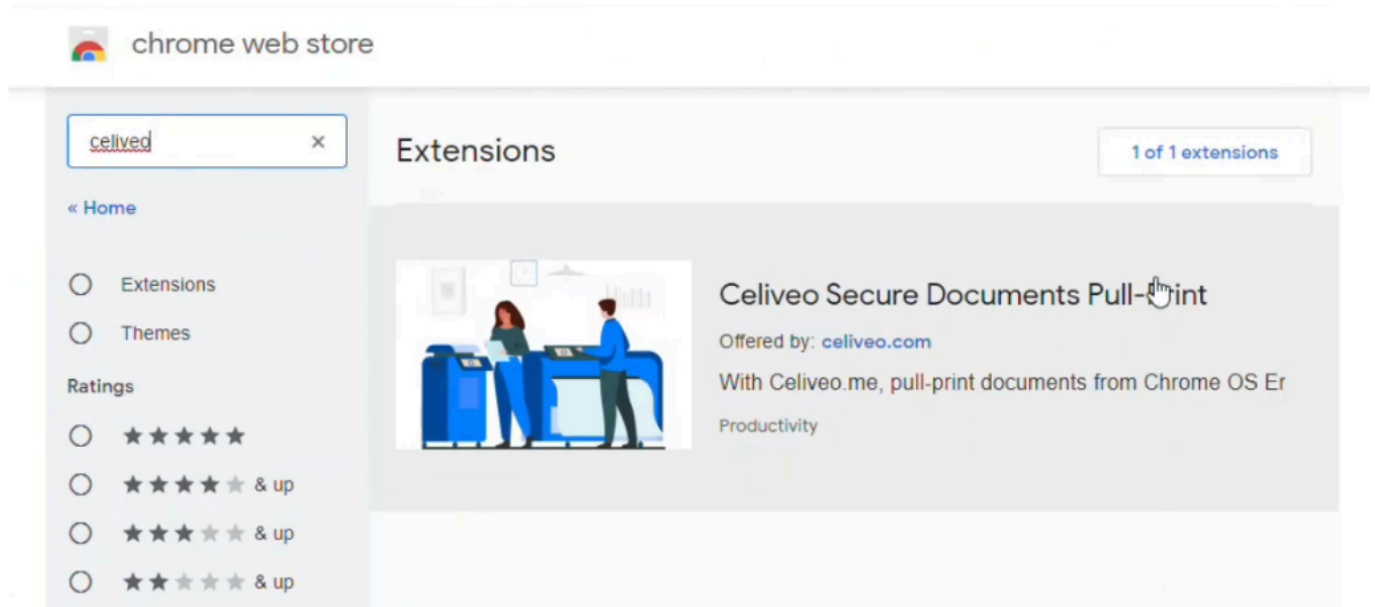 chrome web store
celiveo
×
« Home
Extensions
Themes
Ratings
& up
& up
& up
Extensions
1 of 1 extensions
Celiveo Secure Documents Pull-Print
Offered by: celiveo.com
With Celiveo.me, pull-print documents from Chrome OS Er
Productivity